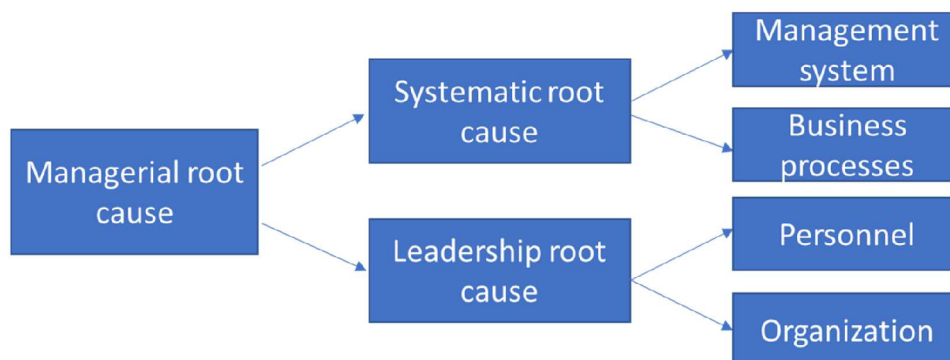 Managerial root
cause
Systematic root
cause
Leadership root
cause
Management
system
Business
processes
Personnel
Organization